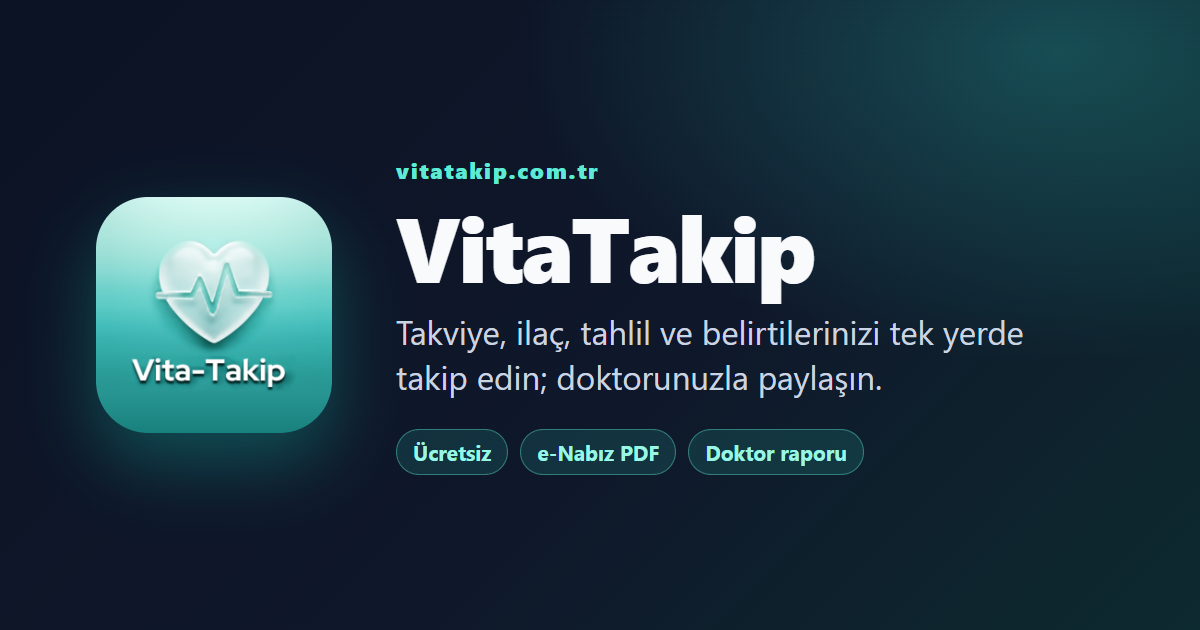 vitatakip.com.tr
VitaTakip
Takviye, ilaç, tahlil ve belirtilerinizi tek yerde
takip edin; doktorunuzla paylaşın.
Vita-Takip
Ücretsiz
e-Nabız PDF
Doktor raporu